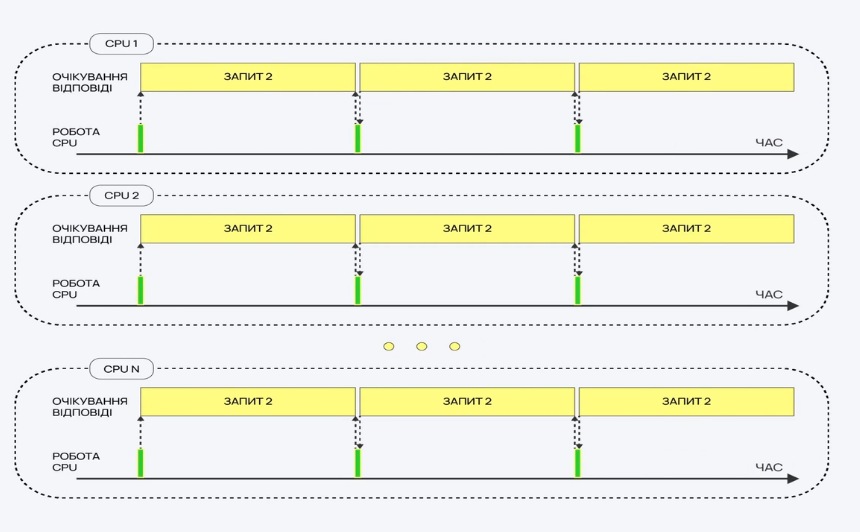 CPU 1
ОЧІКУВАННЯ
ВІДПОВІДІ
ЗАПИТ 2 ЗАПИТ 2 ЗАПИТ 2
РОБОТА
CPU
ЧАС
CPU 2
ОЧІКУВАННЯ
ВІДПОВІДІ
ЗАПИТ 2 ЗАПИТ 2 ЗАПИТ 2
РОБОТА
CPU
ЧАС
CPU N
ОЧІКУВАННЯ
ВІДПОВІДІ
ЗАПИТ 2 ЗАПИТ 2 ЗАПИТ 2
РОБОТА
CPU
ЧАС